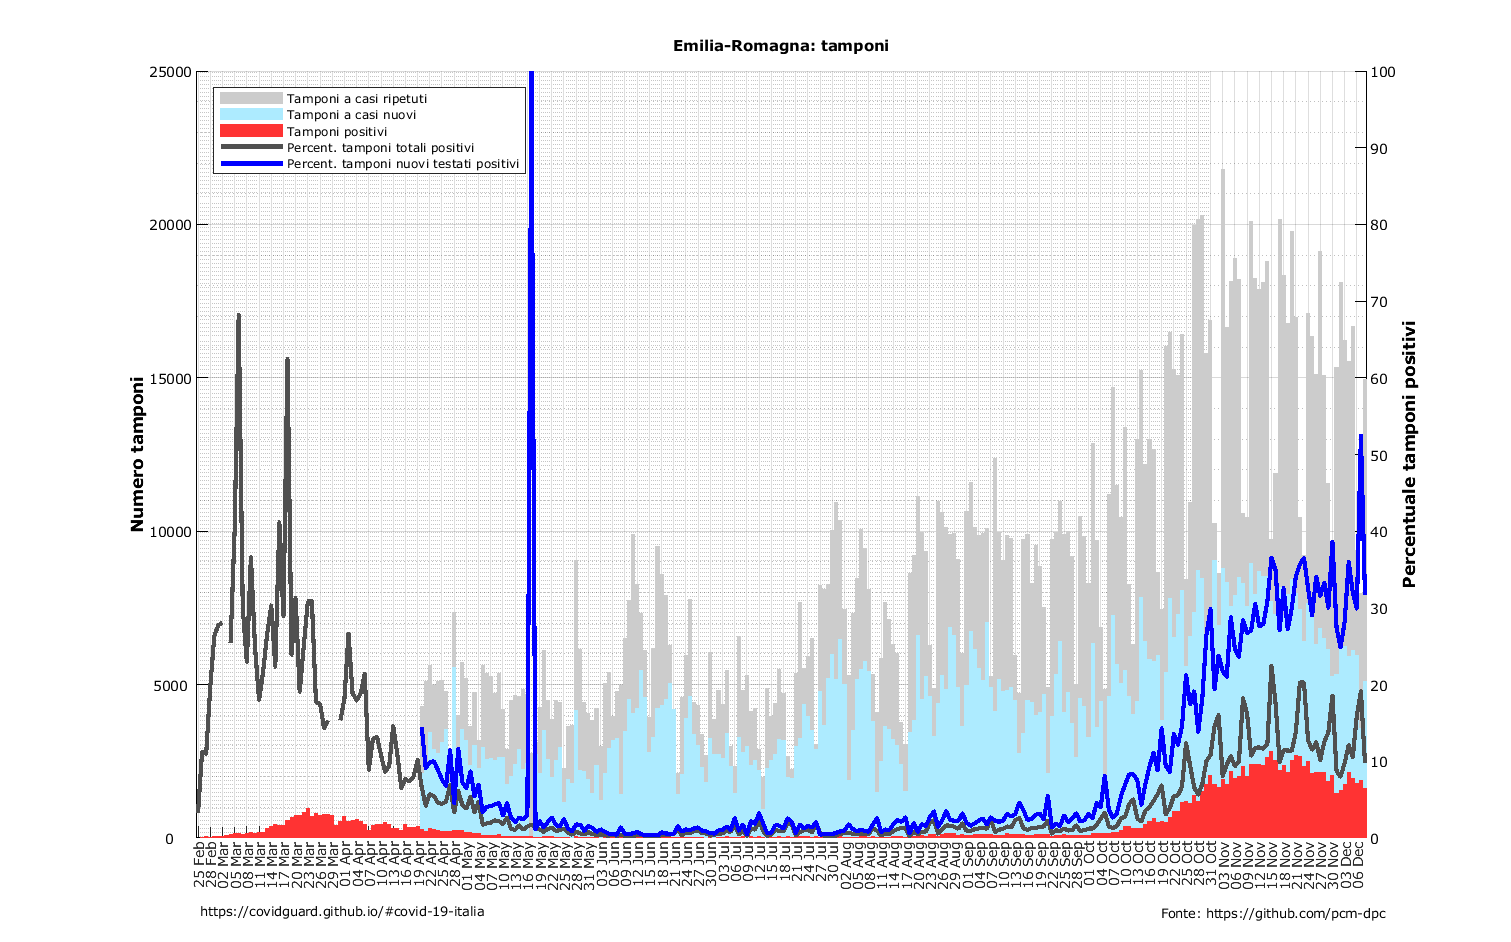 Emilia-Romagna: tamponi
25000
20000
15000
10000
5000
0
Numero tamponi
100
90
80
70
60
50
40
30
20
10
0
Percentuale tamponi positivi
Tamponi a casi ripetuti
Tamponi a casi nuovi
Tamponi positivi
Percent. tamponi totali positivi
Percent. tamponi nuovi testati positivi
25 Feb
28 Feb
02 Mar
05 Mar
08 Mar
11 Mar
14 Mar
17 Mar
20 Mar
23 Mar
26 Mar
29 Mar
01 Apr
04 Apr
07 Apr
10 Apr
13 Apr
16 Apr
19 Apr
22 Apr
25 Apr
28 Apr
01 May
04 May
07 May
10 May
13 May
16 May
19 May
22 May
25 May
28 May
31 May
03 Jun
06 Jun
09 Jun
12 Jun
15 Jun
18 Jun
21 Jun
24 Jun
27 Jun
30 Jun
03 Jul
06 Jul
09 Jul
12 Jul
15 Jul
18 Jul
21 Jul
24 Jul
27 Jul
30 Jul
02 Aug
05 Aug
08 Aug
11 Aug
14 Aug
17 Aug
20 Aug
23 Aug
26 Aug
29 Aug
01 Sep
04 Sep
07 Sep
10 Sep
13 Sep
16 Sep
19 Sep
22 Sep
25 Sep
28 Sep
01 Oct
04 Oct
07 Oct
10 Oct
13 Oct
16 Oct
19 Oct
22 Oct
25 Oct
28 Oct
31 Oct
03 Nov
06 Nov
09 Nov
12 Nov
15 Nov
18 Nov
21 Nov
24 Nov
27 Nov
30 Nov
03 Dec
06 Dec
https://covidguard.github.io/#covid-19-italia
Fonte: https://github.com/pcm-dpc